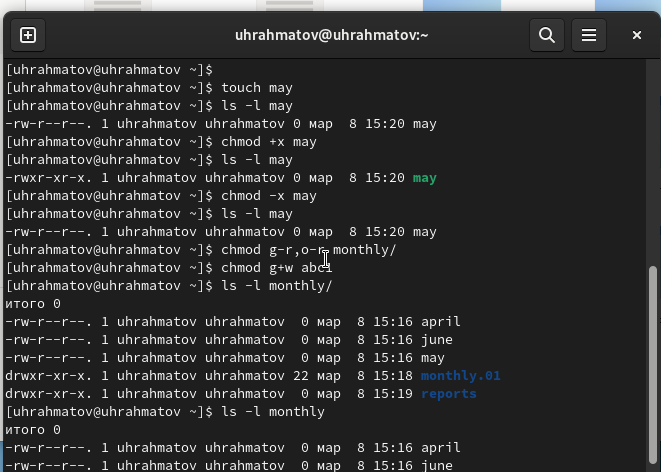 uhrahmatov@uhrahmatov:~
[uhrahmatov@uhrahmatov ~]$
[uhrahmatov@uhrahmatov ~]$ touch may
[uhrahmatov@uhrahmatov ~]$ ls -l may
-rw-r--r--. 1 uhrahmatov uhrahmatov 0 мар  8 15:20 may
[uhrahmatov@uhrahmatov ~]$ chmod +x may
[uhrahmatov@uhrahmatov ~]$ ls -l may
-rwxr-xr-x. 1 uhrahmatov uhrahmatov 0 мар  8 15:20 may
[uhrahmatov@uhrahmatov ~]$ chmod -x may
[uhrahmatov@uhrahmatov ~]$ ls -l may
-rw-r--r--. 1 uhrahmatov uhrahmatov 0 мар  8 15:20 may
[uhrahmatov@uhrahmatov ~]$ chmod g-r,o-r monthly/
[uhrahmatov@uhrahmatov ~]$ chmod g+w abc1
[uhrahmatov@uhrahmatov ~]$ ls -l monthly/
итого 0
-rw-r--r--. 1 uhrahmatov uhrahmatov  0 мар  8 15:16 april
-rw-r--r--. 1 uhrahmatov uhrahmatov  0 мар  8 15:16 june
-rw-r--r--. 1 uhrahmatov uhrahmatov  0 мар  8 15:16 may
drwxr-xr-x. 1 uhrahmatov uhrahmatov 22 мар  8 15:18 monthly.01
drwxr-xr-x. 1 uhrahmatov uhrahmatov  0 мар  8 15:19 reports
[uhrahmatov@uhrahmatov ~]$ ls -l monthly
итого 0
-rw-r--r--. 1 uhrahmatov uhrahmatov  0 мар  8 15:16 april
-rw-r--r--. 1 uhrahmatov uhrahmatov  0 мар  8 15:16 june